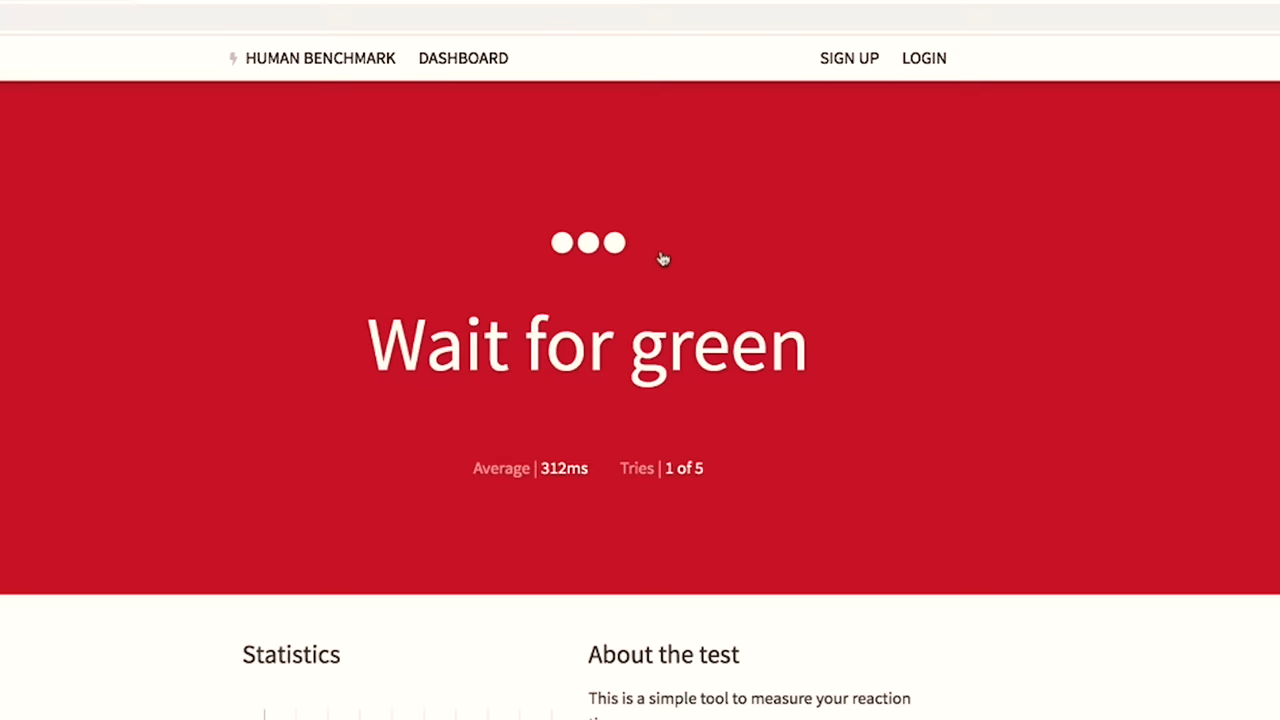 HUMAN BENCHMARK DASHBOARD SIGN UP LOGIN
Wait for green
Average | 312ms Tries | 1 of 5
Statistics
About the test
This is a simple tool to measure your reaction